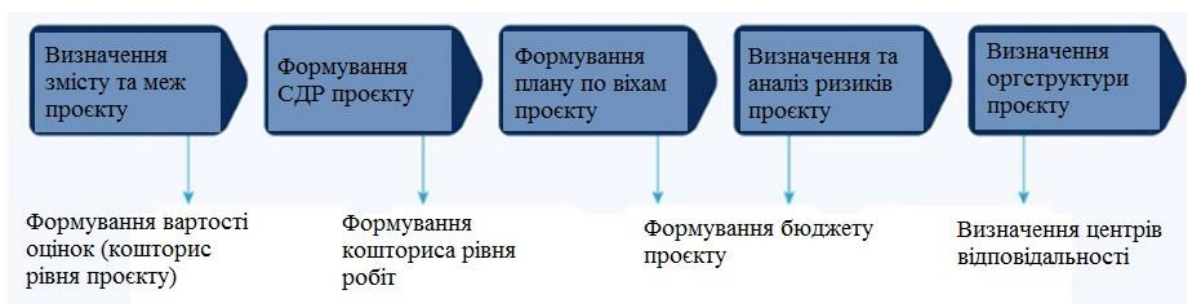 Визначення
змісту та меж
проєкту
Формування
СДР проєкту
Формування
плану по віхам
проєкту
Визначення та
аналіз ризиків
проєкту
Визначення
оргструктури
проєкту
Формування вартості
оцінок (кошторис
рівня проєкту)
Формування
кошториса рівня
робіт
Формування бюджету
проєкту
Визначення центрів
відповідальності